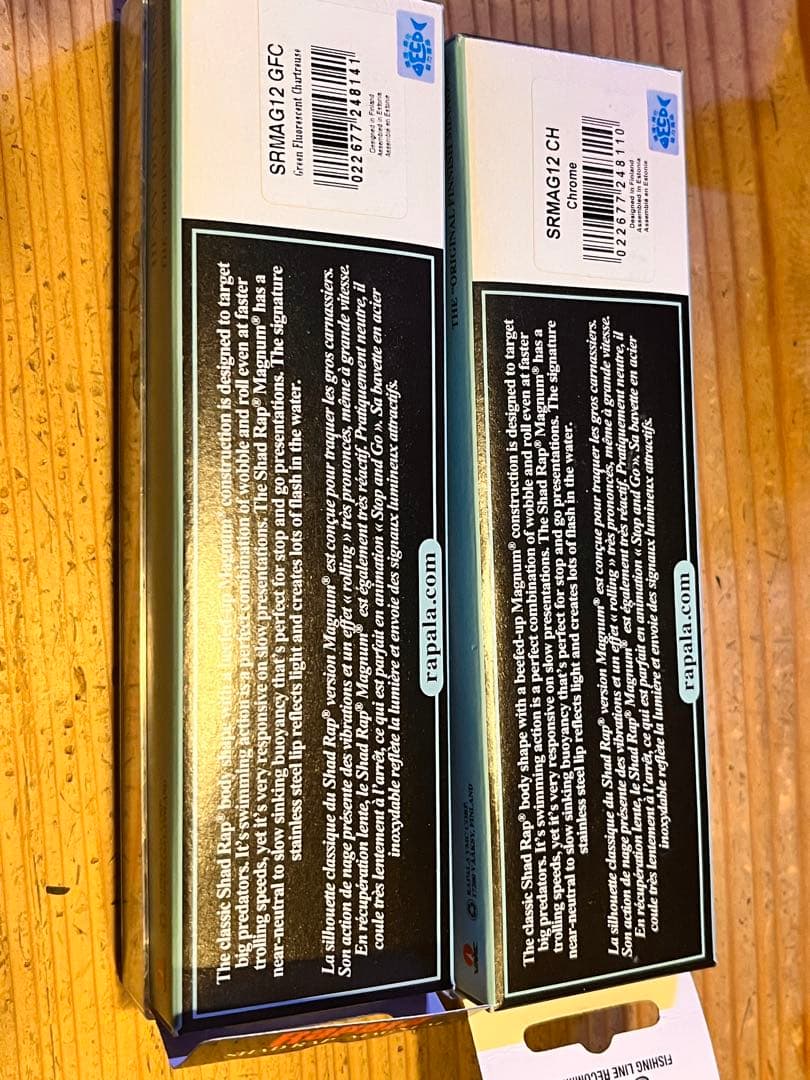 SRMAG12 GFC
Green Fluorescent Chartreuse
022677248141
Designed in Finland
Assembled in Estonia
Assemblé en Estonie
The classic Shad Rap® body shape with a beefed-up Magnum® construction is designed to target
big predators. It's swimming action is a perfect combination of wobble and roll even at faster
trolling speeds, yet it's very responsive on slow presentations. The Shad Rap® Magnum® has a
near-neutral to slow sinking buoyancy that's perfect for stop and go presentations. The signature
stainless steel lip reflects light and creates lots of flash in the water.
La silhouette classique du Shad Rap® version Magnum® est conçue pour traquer les gros carnassiers.
Son action de nage présente des vibrations et un effet « rolling » très prononcés, même à grande vitesse.
En récupération lente, le Shad Rap® Magnum® est également très réactif. Pratiquement neutre, il
coule très lentement à l'arrêt, ce qui est parfait en animation « Stop and Go ». Sa bavette en acier
inoxydable reflète la lumière et envoie des signaux lumineux attractifs.
rapala.com
THE "ORIGINAL FINNISH
SRMAG12 CH
Chrome
022677248110
Designed in Finland
Assembled in Estonia
Assemblé en Estonie
The classic Shad Rap® body shape with a beefed-up Magnum® construction is designed to target
big predators. It's swimming action is a perfect combination of wobble and roll even at faster
trolling speeds, yet it's very responsive on slow presentations. The Shad Rap® Magnum® has a
near-neutral to slow sinking buoyancy that's perfect for stop and go presentations. The signature
stainless steel lip reflects light and creates lots of flash in the water.
La silhouette classique du Shad Rap® version Magnum® est conçue pour traquer les gros carnassiers.
Son action de nage présente des vibrations et un effet « rolling » très prononcés, même à grande vitesse.
En récupération lente, le Shad Rap® Magnum® est également très réactif. Pratiquement neutre, il
coule très lentement à l'arrêt, ce qui est parfait en animation « Stop and Go ». Sa bavette en acier
inoxydable reflète la lumière et envoie des signaux lumineux attractifs.
rapala.com
FISHING LINE